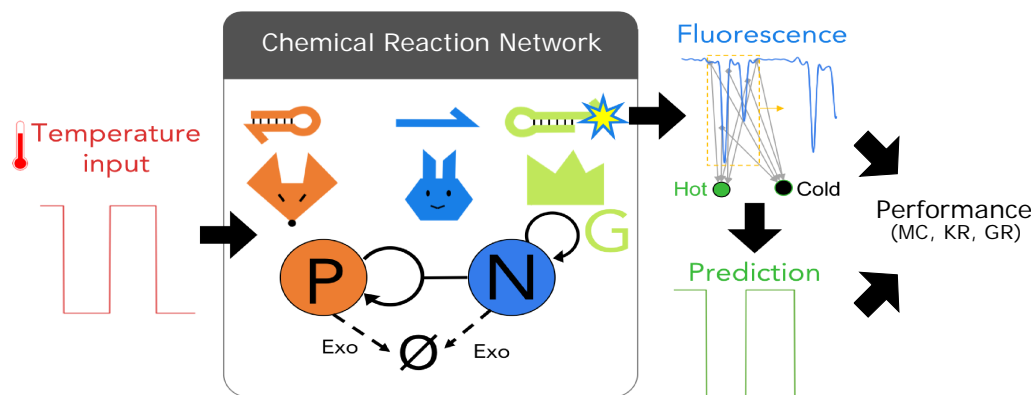 Chemical Reaction Network
Temperature
input
P
N
G
Exo
Ø
Exo
Fluorescence
Hot
Cold
Prediction
Performance
(MC, KR, GR)